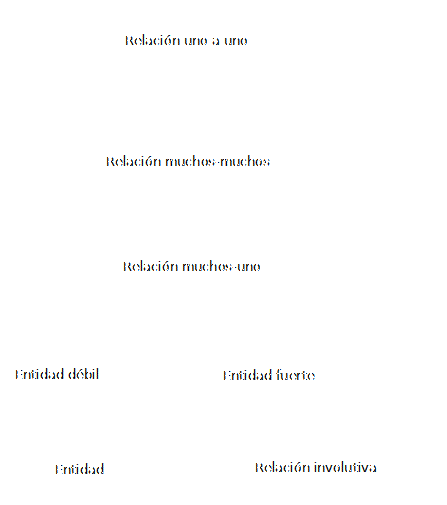 Relación uno a uno
Relación muchos-muchos
Relación muchos-uno
Entidad débil
Entidad fuerte
Entidad
Relación involutiva